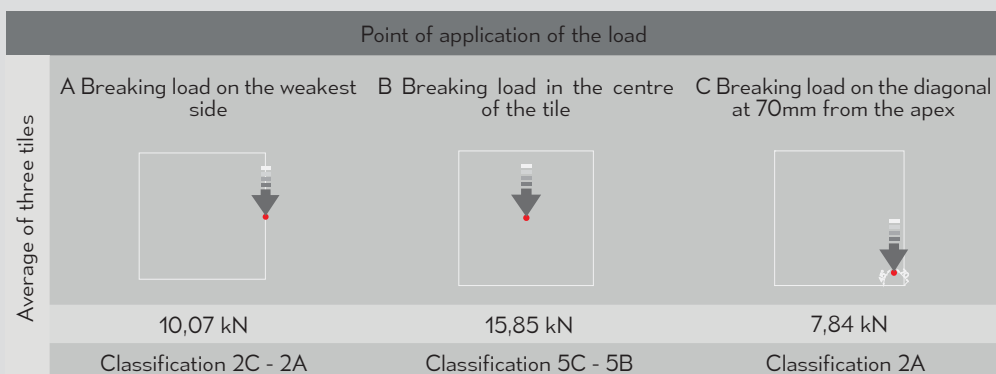 Point of application of the load
Average of three tiles
A Breaking load on the weakest
side
B Breaking load in the centre
of the tile
C Breaking load on the diagonal
at 70mm from the apex
10,07 kN
15,85 kN
7,84 kN
Classification 2C - 2A
Classification 5C - 5B
Classification 2A